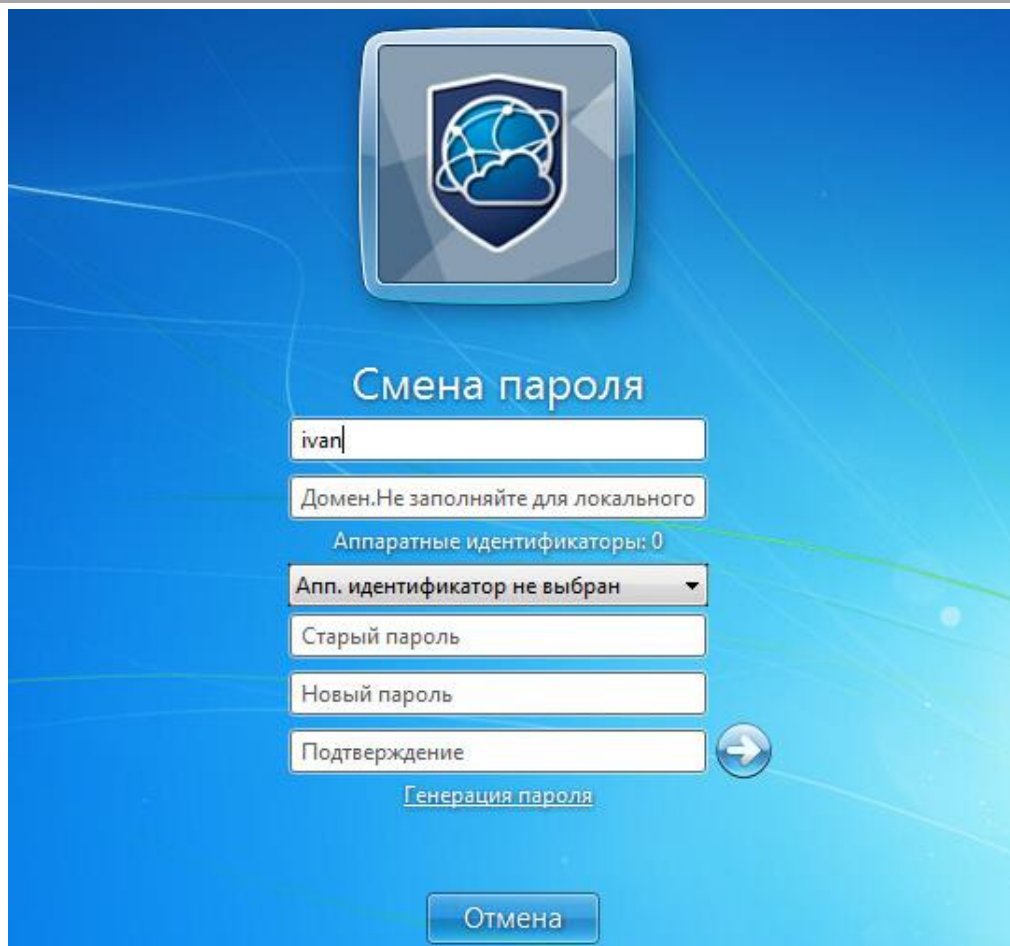 Смена пароля
ivan
Домен.Не заполняйте для локального
Аппаратные идентификаторы: 0
Апп. идентификатор не выбран
Старый пароль
Новый пароль
Подтверждение
Генерация пароля
Отмена